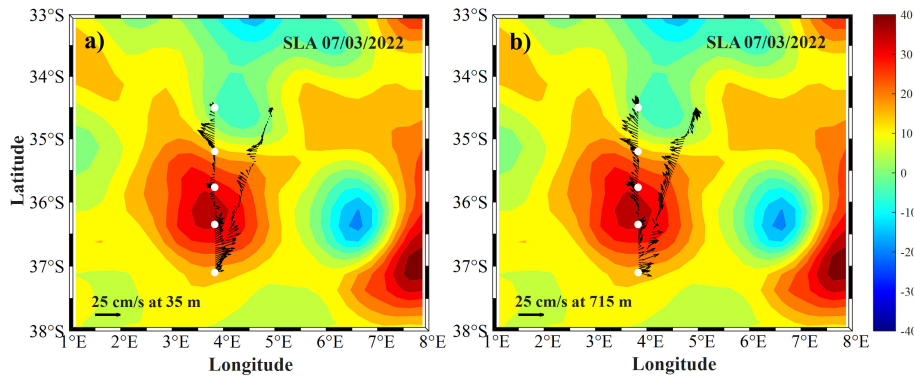 33°S
34°S
35°S
36°S
37°S
38°S
Latitude
a)
SLA 07/03/2022
25 cm/s at 35 m
1°E 2°E 3°E 4°E 5°E 6°E 7°E 8°E
Longitude
33°S
34°S
35°S
36°S
37°S
38°S
b)
SLA 07/03/2022
25 cm/s at 715 m
1°E 2°E 3°E 4°E 5°E 6°E 7°E 8°E
Longitude
40
30
20
10
0
-10
-20
-30
-40